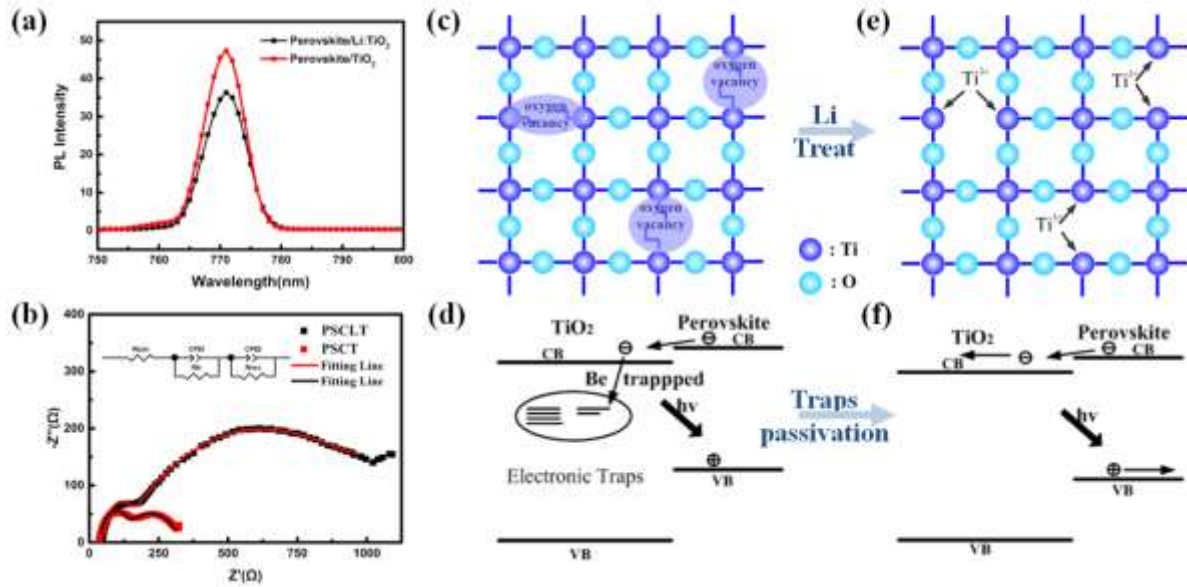 (a)
PL Intensity
50
40
30
20
10
0
Perovskite/Li:TiO₂
Perovskite/TiO₂
750 760 770 780 790 800
Wavelength(nm)
(b)
-Z''(Ω)
400
300
200
100
0
PSCLT
PSCT
Fitting Line
Fitting Line
0 250 500 750 1000
Z'(Ω)
(c)
oxygen
vacancy
oxygen
vacancy
oxygen
vacancy
Li
Treat
: Ti
: O
(e)
Ti³⁺
Ti³⁺
Ti³⁺
(d)
TiO₂
Perovskite
CB
CB
Be trappped
hν
Electronic Traps
VB
VB
Traps
passivation
(f)
TiO₂
Perovskite
CB
CB
hν
VB
VB